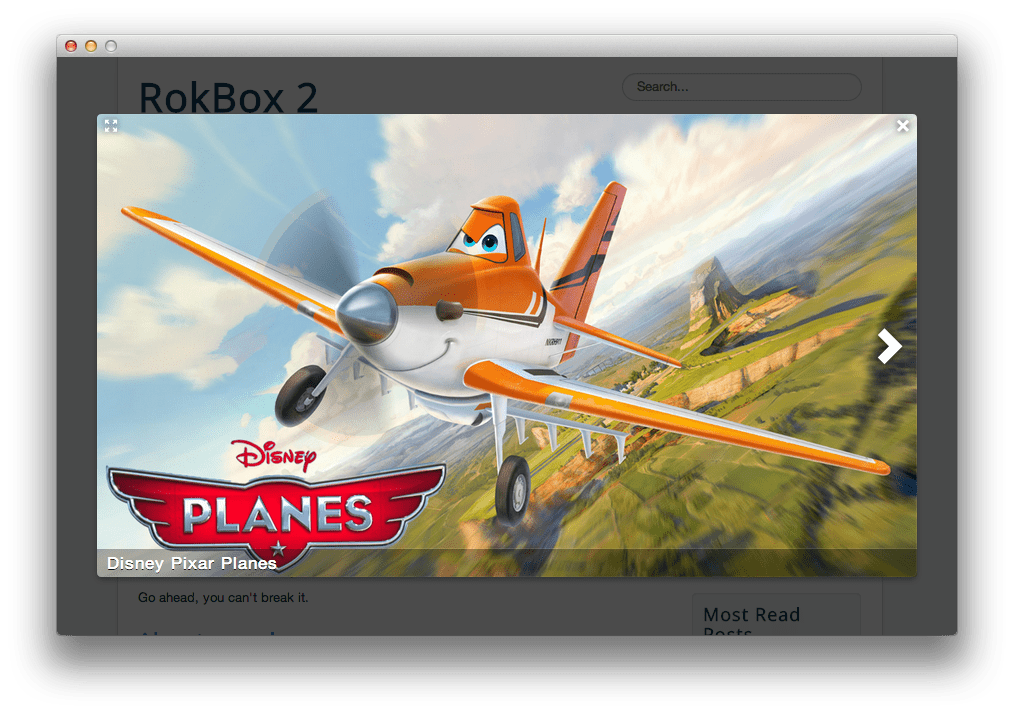 RokBox 2
Search...
Disney
PLANES
Disney Pixar Planes
Go ahead, you can't break it.
Most Read
Posts